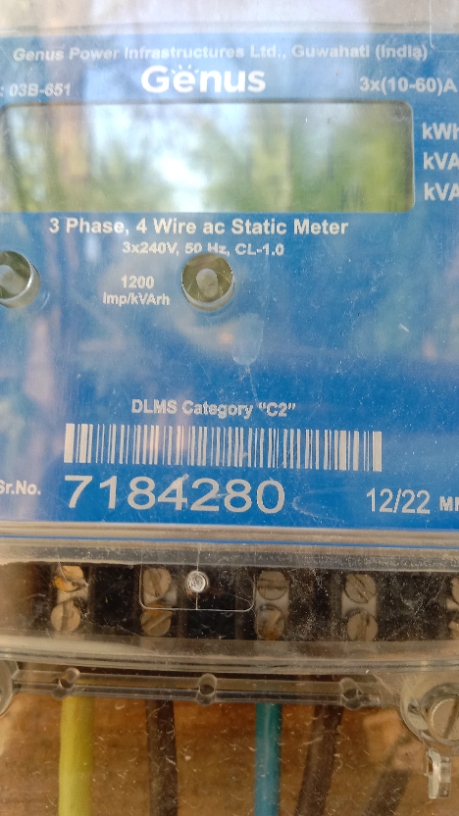 Genus Power Infrastructures Ltd., Guwahati (India)
: 03B-651
Genus
3x(10-60)A
kWh
kVA
kVA
3 Phase, 4 Wire ac Static Meter
3x240V, 50 Hz, CL-1.0
1200
Imp/kVArh
DLMS Category "C2"
Sr.No. 7184280 12/22